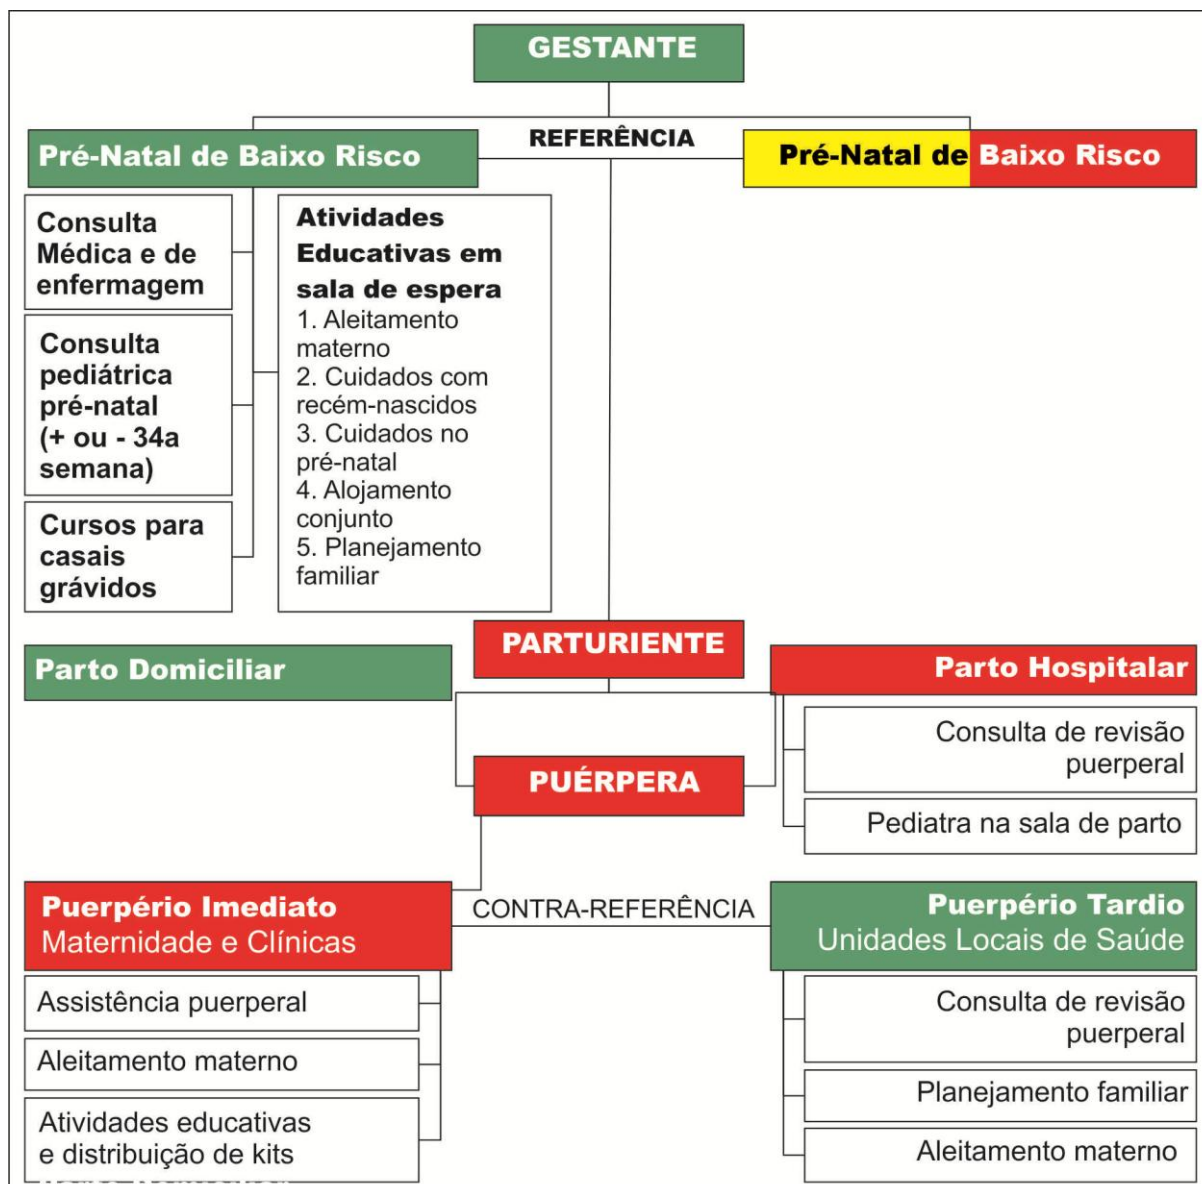 GESTANTE
REFERÊNCIA
Pré-Natal de Baixo Risco
Pré-Natal de Baixo Risco
Consulta
Médica e de
enfermagem
Consulta
pediátrica
pré-natal
(+ ou - 34a
semana)
Cursos para
casais
grávidos
Atividades
Educativas em
sala de espera
1. Aleitamento
materno
2. Cuidados com
recém-nascidos
3. Cuidados no
pré-natal
4. Alojamento
conjunto
5. Planejamento
familiar
PARTURIENTE
Parto Domiciliar
Parto Hospitalar
Consulta de revisão
puerperal
Pediatra na sala de parto
PUÉRPERA
Puerpério Imediato
Maternidade e Clínicas
CONTRA-REFERÊNCIA
Puerpério Tardio
Unidades Locais de Saúde
Assistência puerperal
Aleitamento materno
Atividades educativas
e distribuição de kits
Consulta de revisão
puerperal
Planejamento familiar
Aleitamento materno